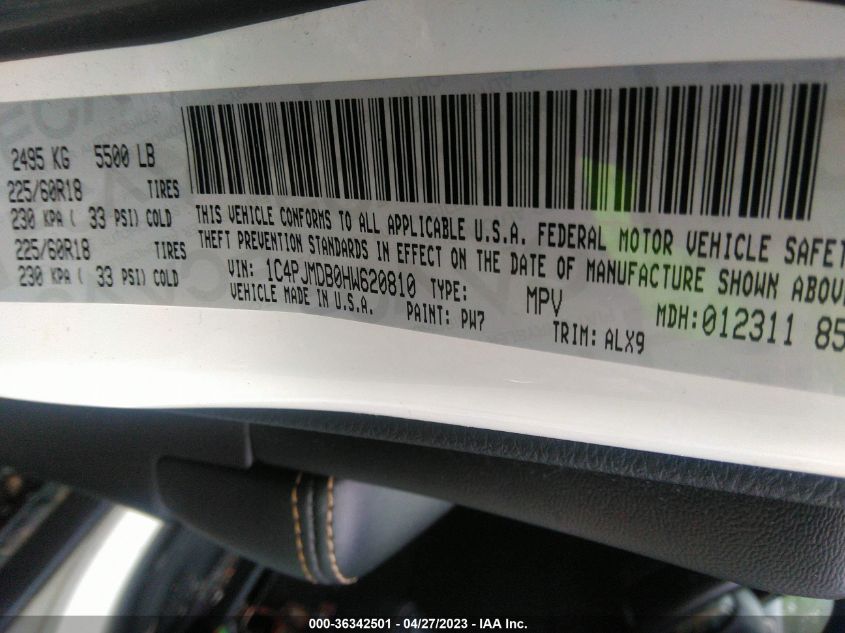 2495 KG 5500 LB
225/60R18 TIRES
230 KPA ( 33 PSI) COLD
225/60R18 TIRES
230 KPA ( 33 PSI) COLD
THIS VEHICLE CONFORMS TO ALL APPLICABLE U.S.A. FEDERAL MOTOR VEHICLE SAFET
THEFT PREVENTION STANDARDS IN EFFECT ON THE DATE OF MANUFACTURE SHOWN ABOV
VIN: 1C4PJMDB0HW620810 TYPE: MPV MDH:012311 85
VEHICLE MADE IN U.S.A. PAINT: PW7 TRIM: ALX9
000-36342501 - 04/27/2023 - IAA Inc.